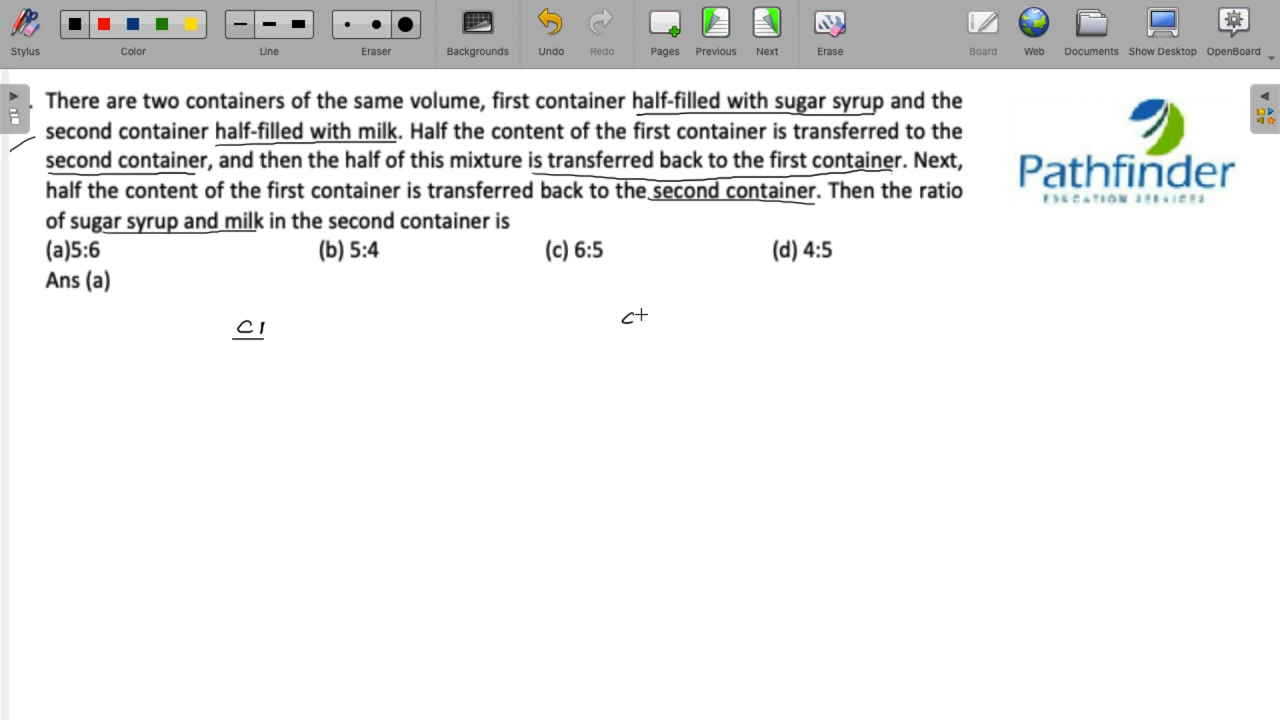 Stylus
Color
Line
Eraser
Backgrounds
Undo
Redo
Pages
Previous
Next
Erase
Board
Web
Documents
Show Desktop
OpenBoard
. There are two containers of the same volume, first container half-filled with sugar syrup and the
second container half-filled with milk. Half the content of the first container is transferred to the
second container, and then the half of this mixture is transferred back to the first container. Next,
half the content of the first container is transferred back to the second container. Then the ratio
of sugar syrup and milk in the second container is
(a)5:6 (b) 5:4 (c) 6:5 (d) 4:5
Ans (a)
Pathfinder
EDUCATION SERVICES
C1
C